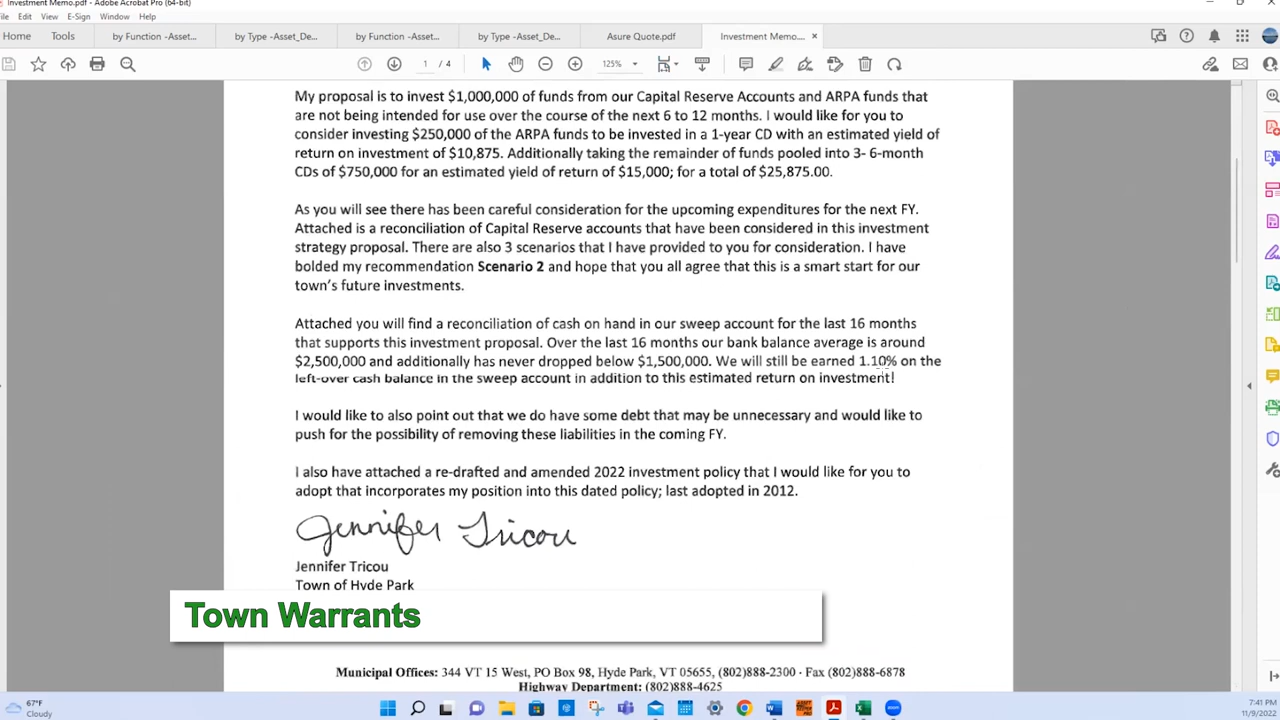 Investment Memo.pdf - Adobe Acrobat Pro (64-bit)
File Edit View E-Sign Window Help
Home Tools by Function -Asset... by Type -Asset_De... by Function -Asset... by Type -Asset_De... Asure Quote.pdf Investment Memo.... ×
1 / 4 125%
My proposal is to invest $1,000,000 of funds from our Capital Reserve Accounts and ARPA funds that
are not being intended for use over the course of the next 6 to 12 months. I would like for you to
consider investing $250,000 of the ARPA funds to be invested in a 1-year CD with an estimated yield of
return on investment of $10,875. Additionally taking the remainder of funds pooled into 3- 6-month
CDs of $750,000 for an estimated yield of return of $15,000; for a total of $25,875.00.
As you will see there has been careful consideration for the upcoming expenditures for the next FY.
Attached is a reconciliation of Capital Reserve accounts that have been considered in this investment
strategy proposal. There are also 3 scenarios that I have provided to you for consideration. I have
bolded my recommendation Scenario 2 and hope that you all agree that this is a smart start for our
town's future investments.
Attached you will find a reconciliation of cash on hand in our sweep account for the last 16 months
that supports this investment proposal. Over the last 16 months our bank balance average is around
$2,500,000 and additionally has never dropped below $1,500,000. We will still be earned 1.10% on the
left-over cash balance in the sweep account in addition to this estimated return on investment!
I would like to also point out that we do have some debt that may be unnecessary and would like to
push for the possibility of removing these liabilities in the coming FY.
I also have attached a re-drafted and amended 2022 investment policy that I would like for you to
adopt that incorporates my position into this dated policy; last adopted in 2012.
Jennifer Tricou
Jennifer Tricou
Town of Hyde Park
Town Warrants
Municipal Offices: 344 VT 15 West, PO Box 98, Hyde Park, VT 05655, (802)888-2300 · Fax (802)888-6878
Highway Department: (802)888-4625
67°F
Cloudy
7:41 PM
11/9/2022